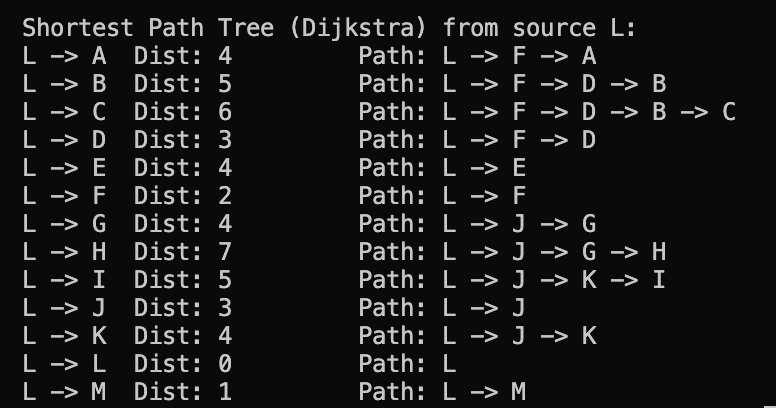 Shortest Path Tree (Dijkstra) from source L:
L -> A  Dist: 4         Path: L -> F -> A
L -> B  Dist: 5         Path: L -> F -> D -> B
L -> C  Dist: 6         Path: L -> F -> D -> B -> C
L -> D  Dist: 3         Path: L -> F -> D
L -> E  Dist: 4         Path: L -> E
L -> F  Dist: 2         Path: L -> F
L -> G  Dist: 4         Path: L -> J -> G
L -> H  Dist: 7         Path: L -> J -> G -> H
L -> I  Dist: 5         Path: L -> J -> K -> I
L -> J  Dist: 3         Path: L -> J
L -> K  Dist: 4         Path: L -> J -> K
L -> L  Dist: 0         Path: L
L -> M  Dist: 1         Path: L -> M